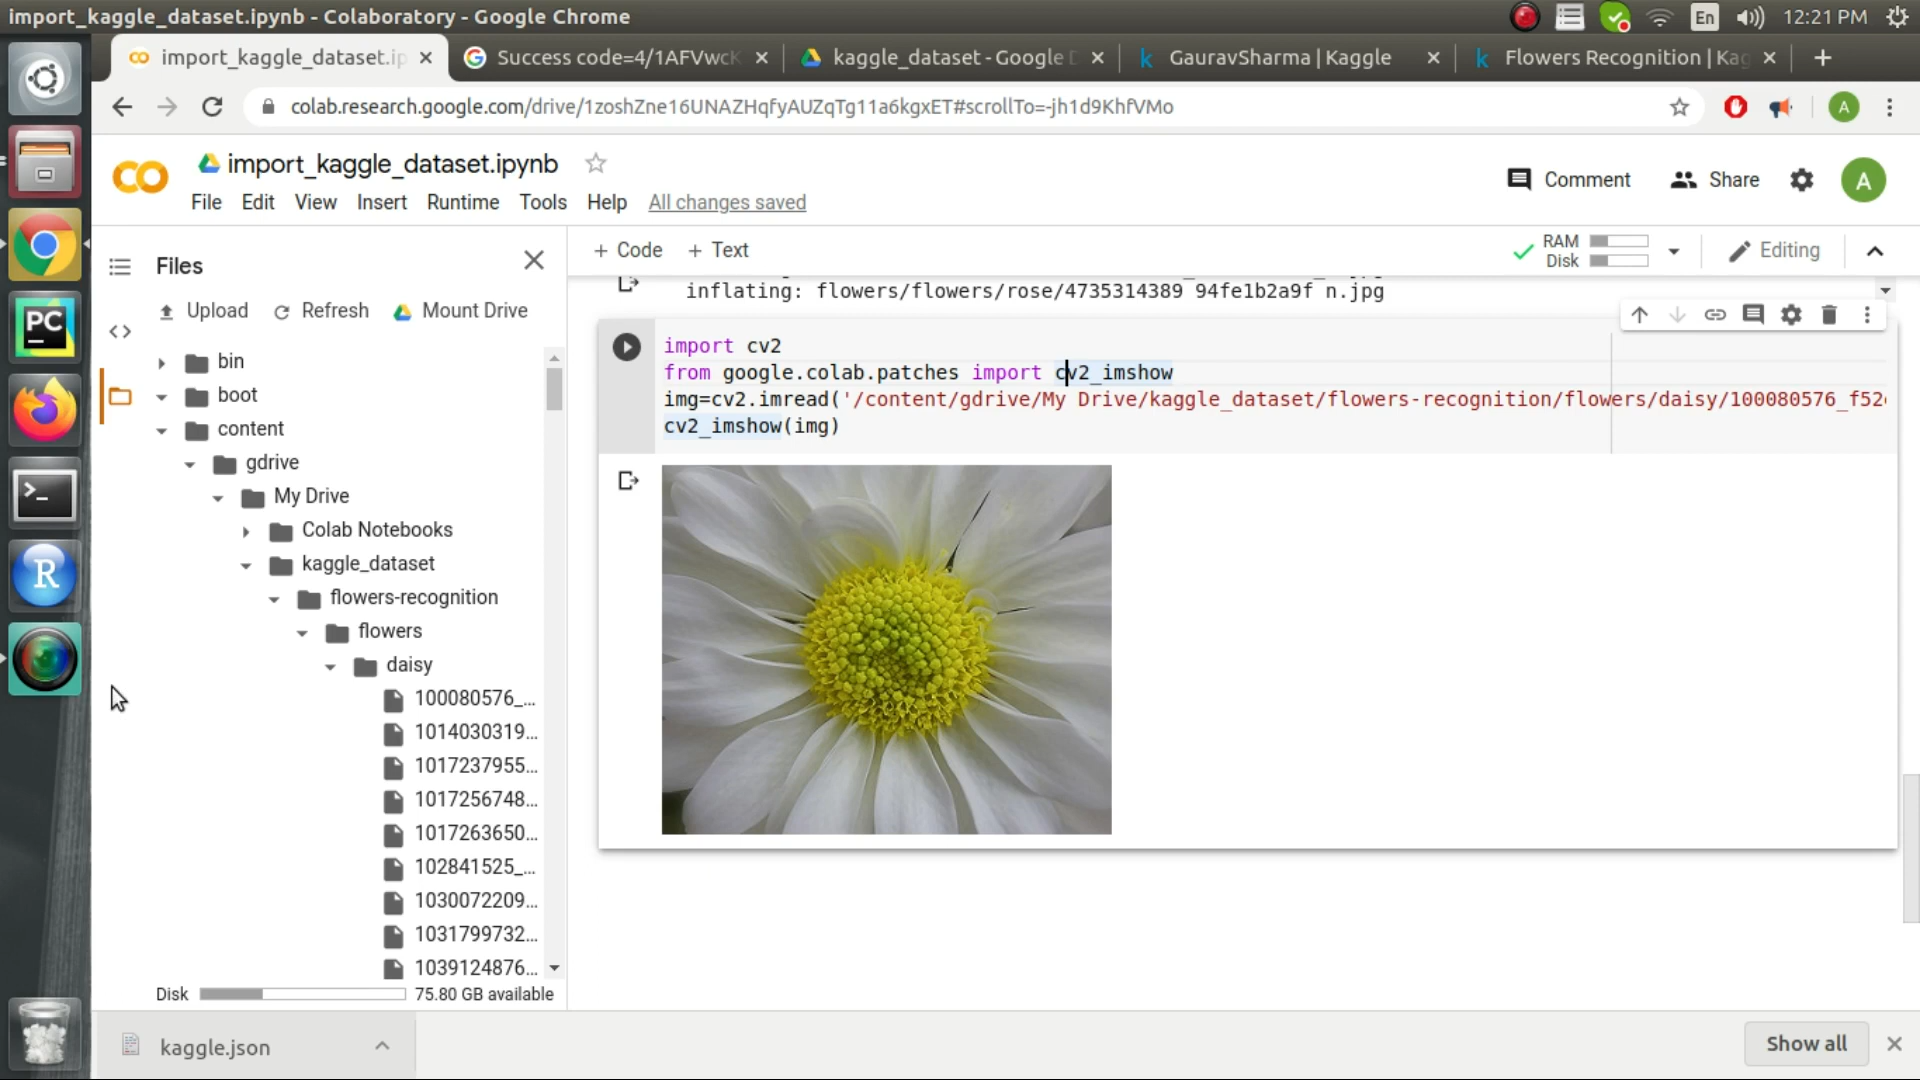 import_kaggle_dataset.ipynb - Colaboratory - Google Chrome
En
12:21 PM
import_kaggle_dataset.ip
Success code=4/1AFVwcK
kaggle_dataset - Google D
GauravSharma | Kaggle
Flowers Recognition | Kag
colab.research.google.com/drive/1zoshZne16UNAZHqfyAUZqTg11a6kgxET#scrollTo=-jh1d9KhfVMo
A
import_kaggle_dataset.ipynb
Comment
Share
A
File Edit View Insert Runtime Tools Help All changes saved
Files
+ Code + Text
RAM
Disk
Editing
Upload Refresh Mount Drive
inflating: flowers/flowers/rose/4735314389_94fe1b2a9f_n.jpg
import cv2
from google.colab.patches import cv2_imshow
img=cv2.imread('/content/gdrive/My Drive/kaggle_dataset/flowers-recognition/flowers/daisy/100080576_f52e
cv2_imshow(img)
PC
R
bin
boot
content
gdrive
My Drive
Colab Notebooks
kaggle_dataset
flowers-recognition
flowers
daisy
100080576_...
1014030319...
1017237955...
1017256748...
1017263650...
102841525_...
1030072209...
1031799732...
1039124876...
Disk 75.80 GB available
kaggle.json
Show all